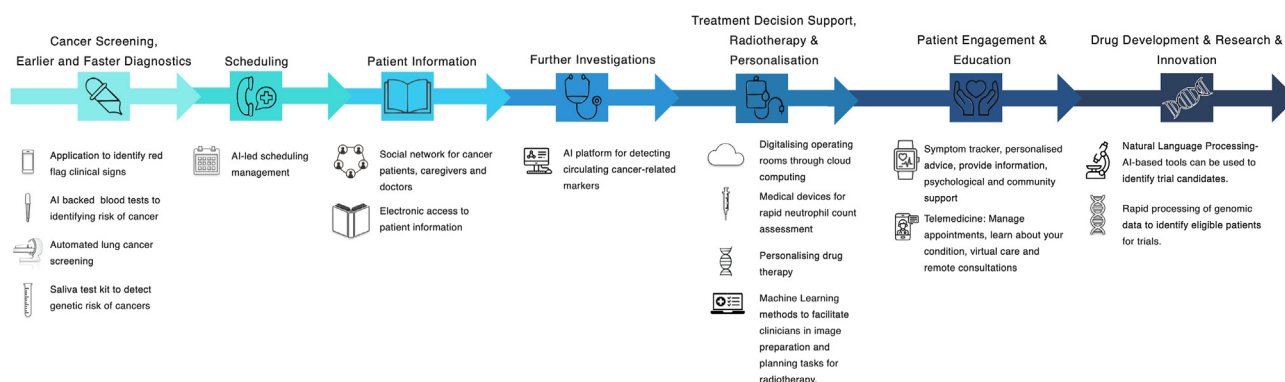 Cancer Screening,
Earlier and Faster Diagnostics
Application to identify red
flag clinical signs
AI backed blood tests to
identifying risk of cancer
Automated lung cancer
screening
Saliva test kit to detect
genetic risk of cancers
Scheduling
AI-led scheduling
management
Patient Information
Social network for cancer
patients, caregivers and
doctors
Electronic access to
patient information
Further Investigations
AI platform for detecting
circulating cancer-related
markers
Treatment Decision Support,
Radiotherapy &
Personalisation
Digitalising operating
rooms through cloud
computing
Medical devices for
rapid neutrophil count
assessment
Personalising drug
therapy
Machine Learning
methods to facilitate
clinicians in image
preparation and
planning tasks for
radiotherapy.
Patient Engagement &
Education
Symptom tracker, personalised
advice, provide information,
psychological and community
support
Telemedicine: Manage
appointments, learn about your
condition, virtual care and
remote consultations
Drug Development & Research &
Innovation
Natural Language Processing-
AI-based tools can be used to
identify trial candidates.
Rapid processing of genomic
data to identify eligible patients
for trials.